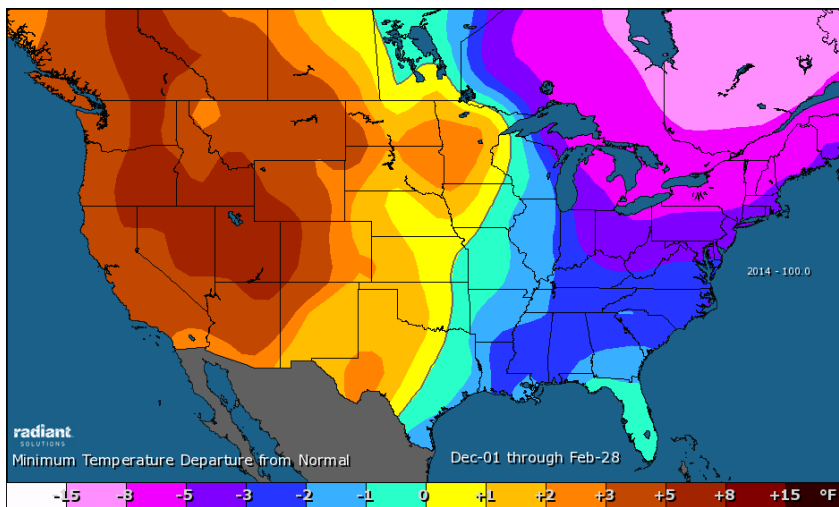 2014 - 100.0
radiant
SOLUTIONS
Minimum Temperature Departure from Normal
Dec-01 through Feb-28
-15 -8 -5 -3 -2 -1 0 +1 +2 +3 +5 +8 +15 °F